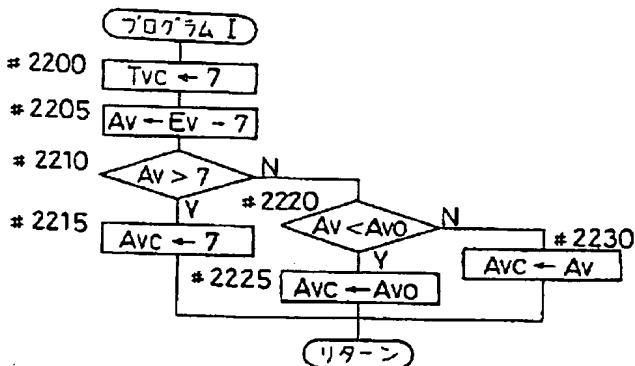 プログラム I
#2200
Tvc ← 7
#2205
Av ← Ev - 7
#2210
Av > 7
N
Y
#2215
Avc ← 7
#2220
Av < Avo
N
Y
#2225
Avc ← Avo
#2230
Avc ← Av
リターン